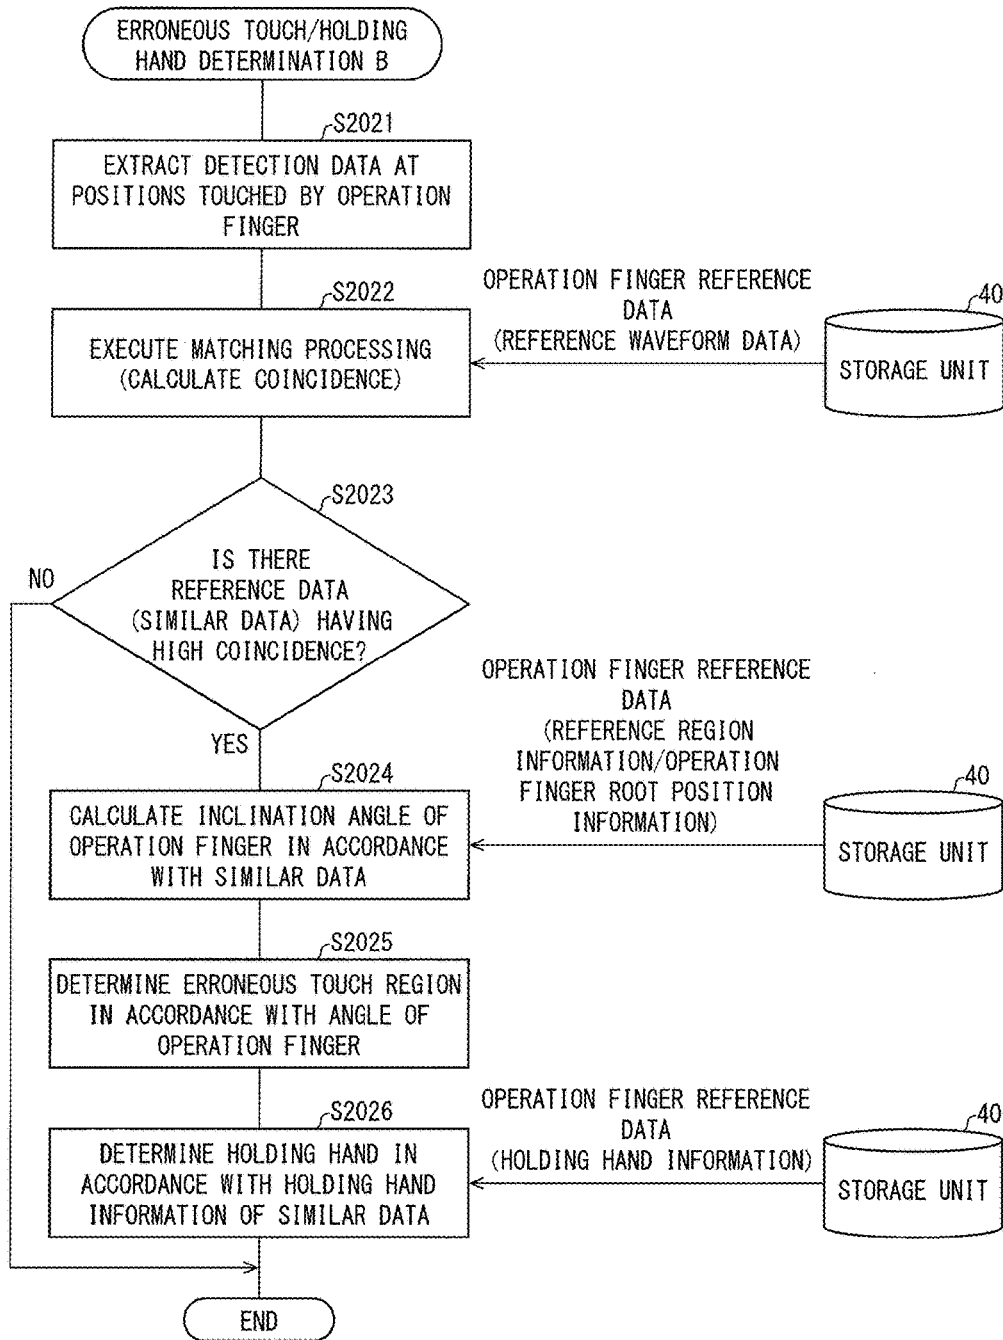 ERRONEOUS TOUCH/HOLDING
HAND DETERMINATION B
S2021
EXTRACT DETECTION DATA AT
POSITIONS TOUCHED BY OPERATION
FINGER
S2022
EXECUTE MATCHING PROCESSING
(CALCULATE COINCIDENCE)
OPERATION FINGER REFERENCE
DATA
(REFERENCE WAVEFORM DATA)
40
STORAGE UNIT
S2023
IS THERE
REFERENCE DATA
(SIMILAR DATA) HAVING
HIGH COINCIDENCE?
NO
YES
S2024
CALCULATE INCLINATION ANGLE OF
OPERATION FINGER IN ACCORDANCE
WITH SIMILAR DATA
OPERATION FINGER REFERENCE
DATA
(REFERENCE REGION
INFORMATION/OPERATION
FINGER ROOT POSITION
INFORMATION)
40
STORAGE UNIT
S2025
DETERMINE ERRONEOUS TOUCH REGION
IN ACCORDANCE WITH ANGLE OF
OPERATION FINGER
S2026
DETERMINE HOLDING HAND IN
ACCORDANCE WITH HOLDING HAND
INFORMATION OF SIMILAR DATA
OPERATION FINGER REFERENCE
DATA
(HOLDING HAND INFORMATION)
40
STORAGE UNIT
END